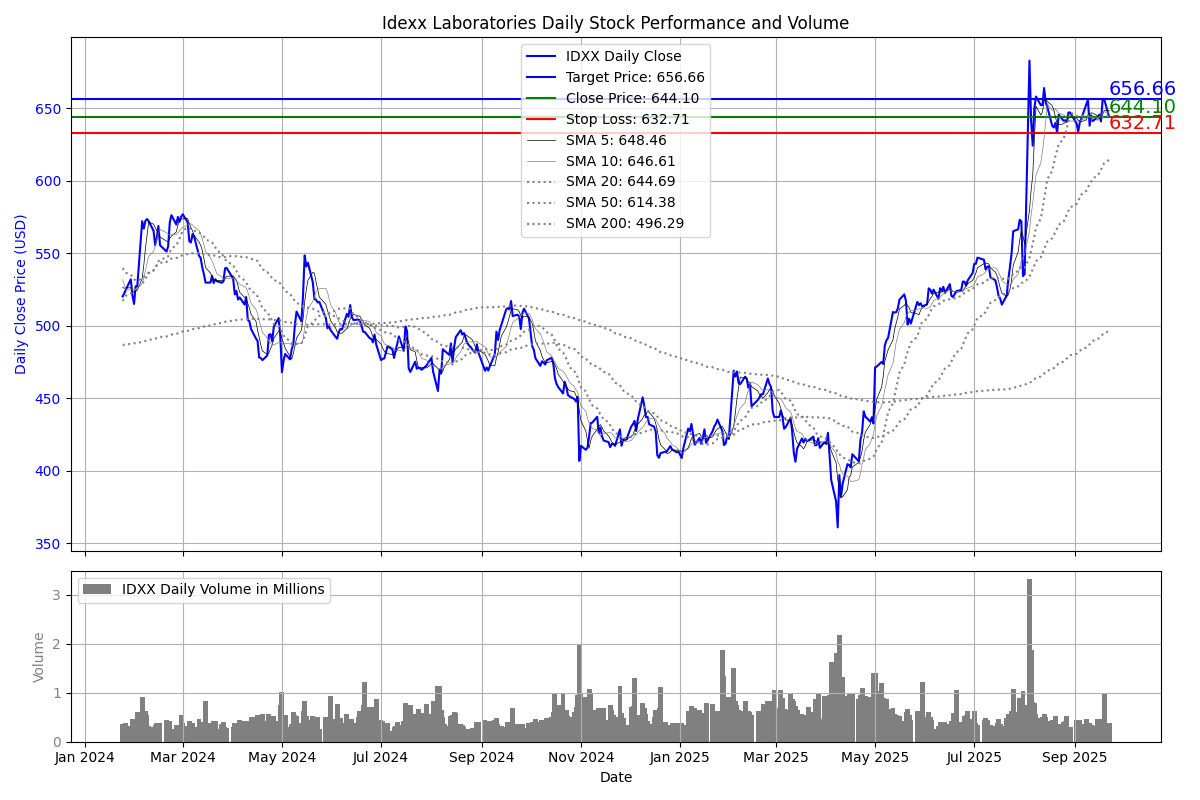 Idexx Laboratories Daily Stock Performance and Volume
Daily Close Price (USD)
650
600
550
500
450
400
350
IDXX Daily Close
Target Price: 656.66
Close Price: 644.10
Stop Loss: 632.71
SMA 5: 648.46
SMA 10: 646.61
SMA 20: 644.69
SMA 50: 614.38
SMA 200: 496.29
656.66
644.10
632.71
Volume
3
2
1
0
IDXX Daily Volume in Millions
Jan 2024 Mar 2024 May 2024 Jul 2024 Sep 2024 Nov 2024 Jan 2025 Mar 2025 May 2025 Jul 2025 Sep 2025
Date